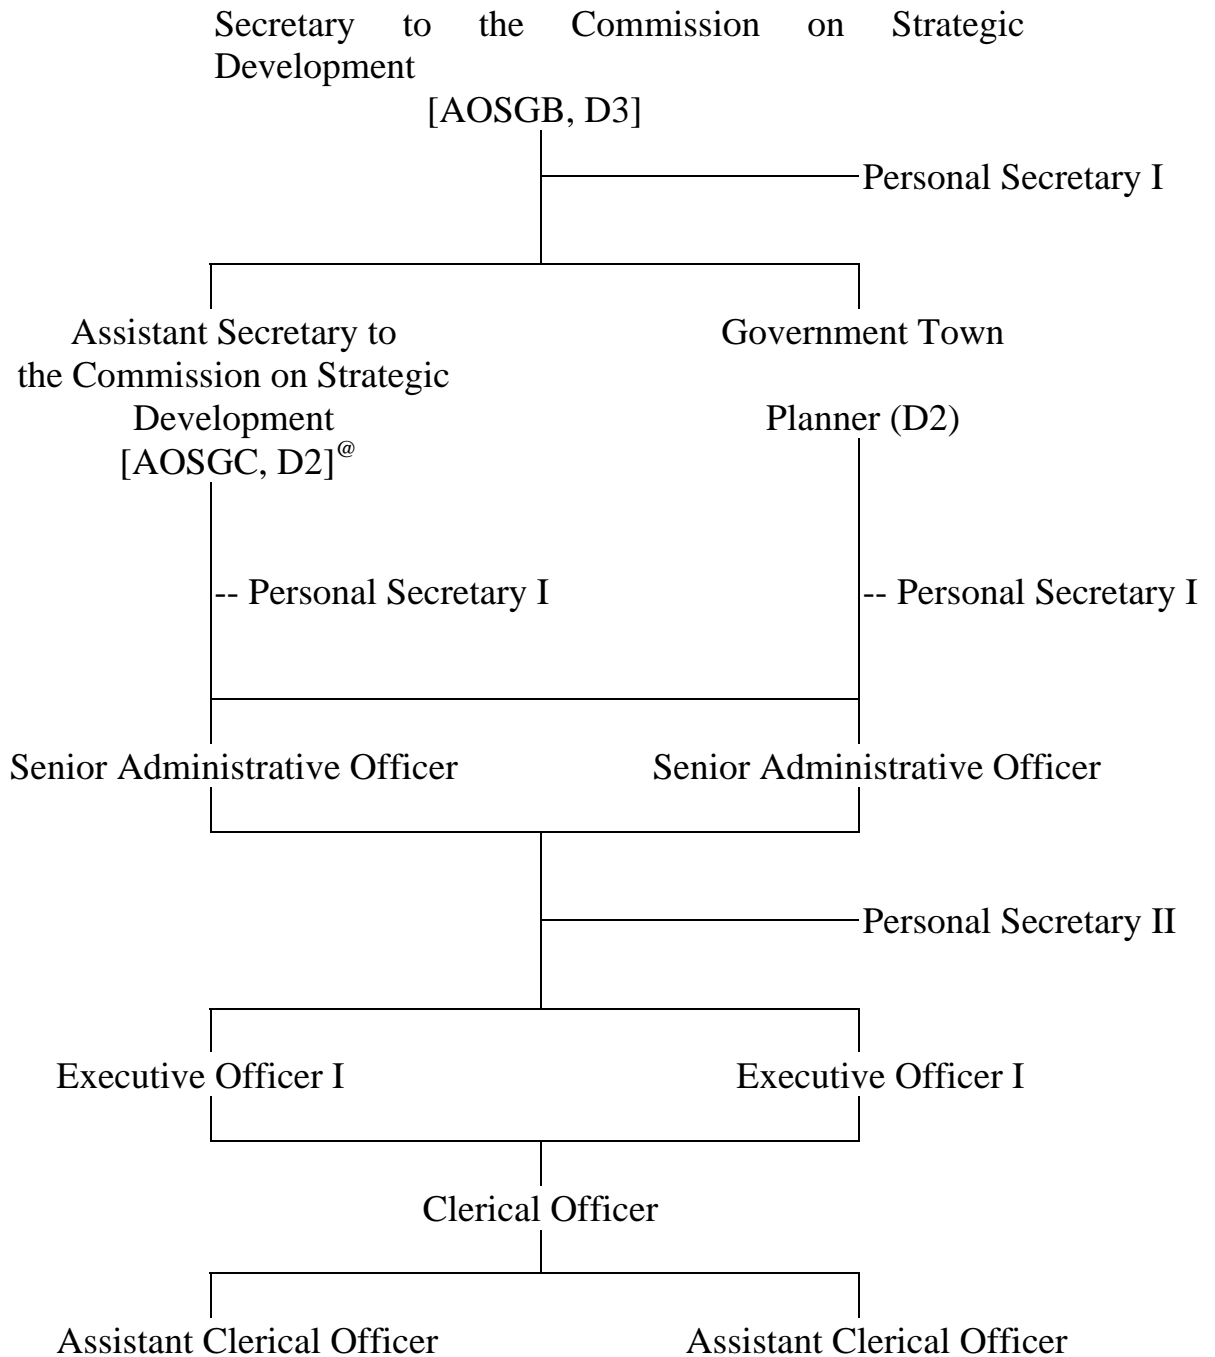 Secretary to the Commission on Strategic
Development
[AOSGB, D3]
Personal Secretary I
Assistant Secretary to
the Commission on Strategic
Development
[AOSGC, D2]@
Government Town
Planner (D2)
-- Personal Secretary I
-- Personal Secretary I
Senior Administrative Officer
Senior Administrative Officer
Personal Secretary II
Executive Officer I
Executive Officer I
Clerical Officer
Assistant Clerical Officer
Assistant Clerical Officer